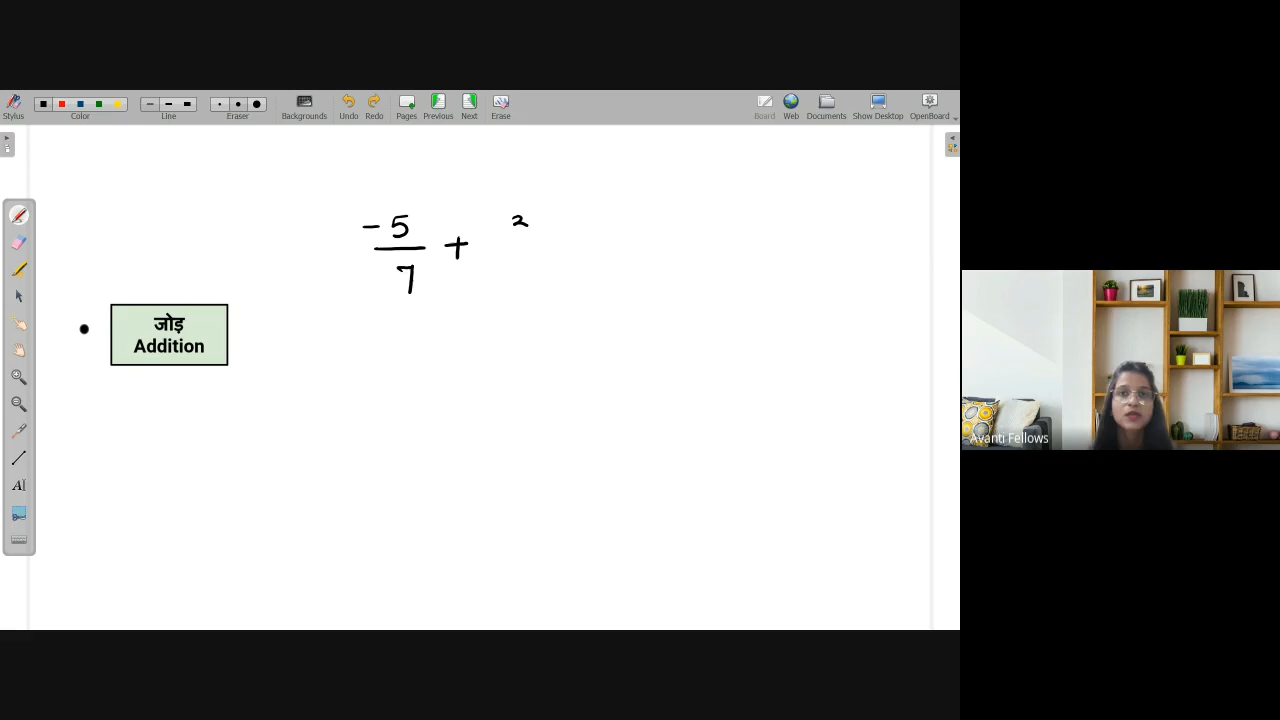 Stylus Color Line Eraser Backgrounds Undo Redo Pages Previous Next Erase Board Web Documents Show Desktop OpenBoard
-5 2
— +
7
जोड़
Addition
Avanti Fellows